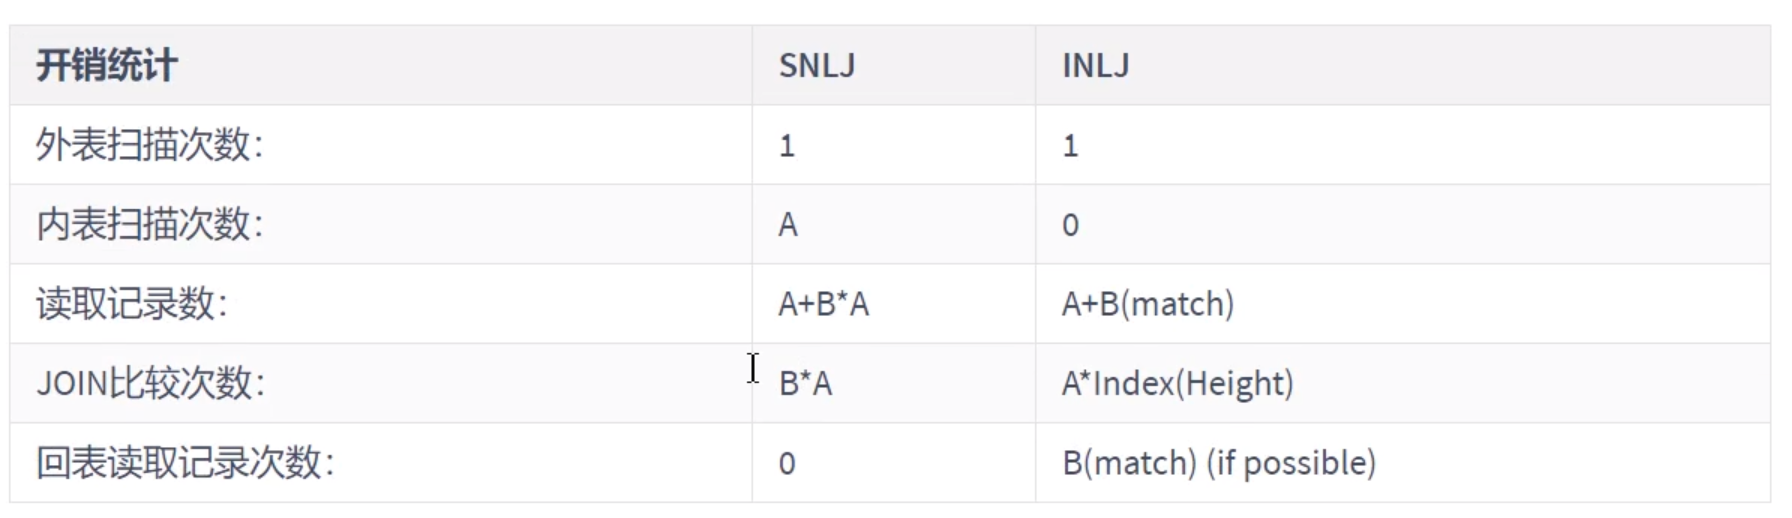 开销统计 SNLJ INLJ
外表扫描次数： 1 1
内表扫描次数： A 0
读取记录数： A+B*A A+B(match)
JOIN比较次数： B*A A*Index(Height)
回表读取记录次数： 0 B(match) (if possible)